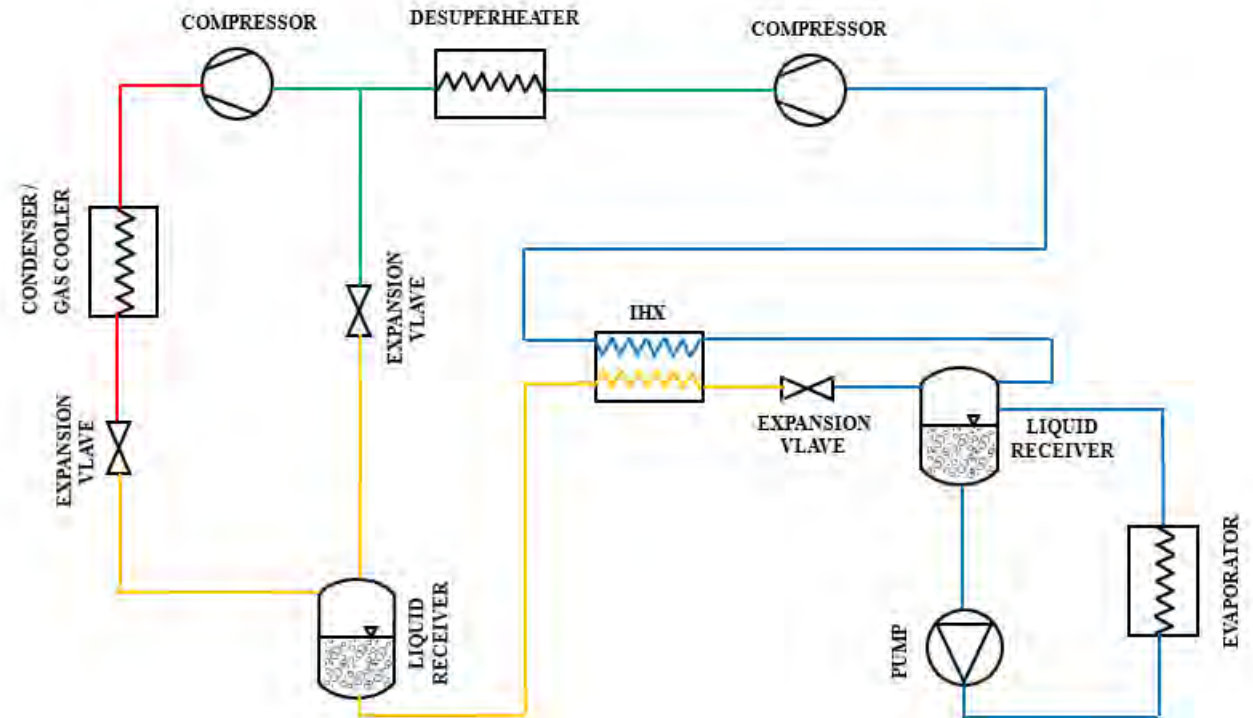 COMPRESSOR
DESUPERHEATER
COMPRESSOR
CONDENSER/
GAS COOLER
EXPANSION
VLAVE
IHX
EXPANSION
VLAVE
LIQUID
RECEIVER
EXPANSION
VLAVE
LIQUID
RECEIVER
PUMP
EVAPORATOR